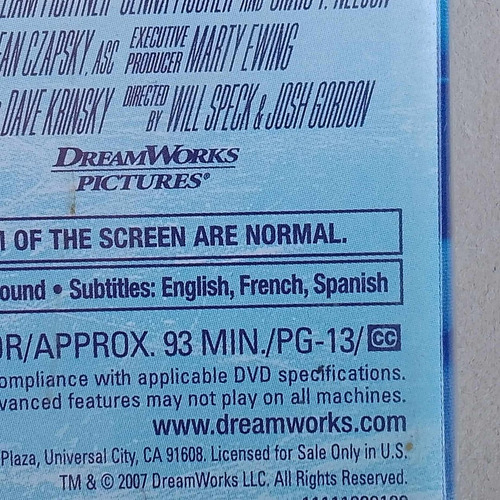 AND CRAIG T. NELSON
CZAPSKY, ASC EXECUTIVE PRODUCER MARTY EWING
DAVE KRINSKY DIRECTED BY WILL SPECK & JOSH GORDON
DREAMWORKS
PICTURES®
OF THE SCREEN ARE NORMAL.
ound • Subtitles: English, French, Spanish
OR/APPROX. 93 MIN./PG-13/ CC
ompliance with applicable DVD specifications.
vanced features may not play on all machines.
www.dreamworks.com
Plaza, Universal City, CA 91608. Licensed for Sale Only in U.S.
TM & © 2007 DreamWorks LLC. All Rights Reserved.